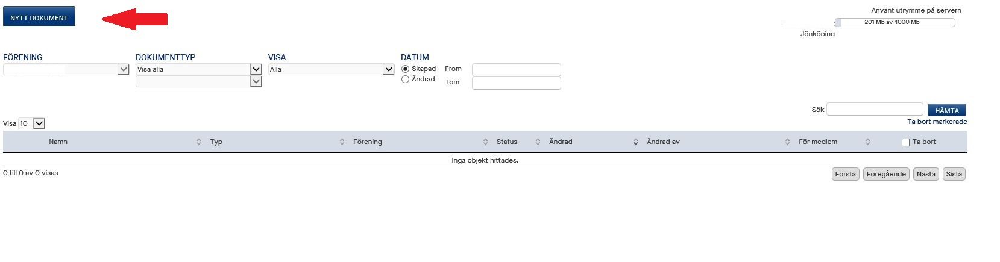 NYTT DOKUMENT
Använt utrymme på servern
201 Mb av 4000 Mb
Jönköping
FÖRENING
DOKUMENTTYP
VISA
DATUM
Visa alla
Alla
Skapad
From
Ändrad
Tom
Sök
HÄMTA
Visa 10
Ta bort markerade
Namn Typ Förening Status Ändrad Ändrad av För medlem Ta bort
Inga objekt hittades.
0 till 0 av 0 visas
Första Föregående Nästa Sista